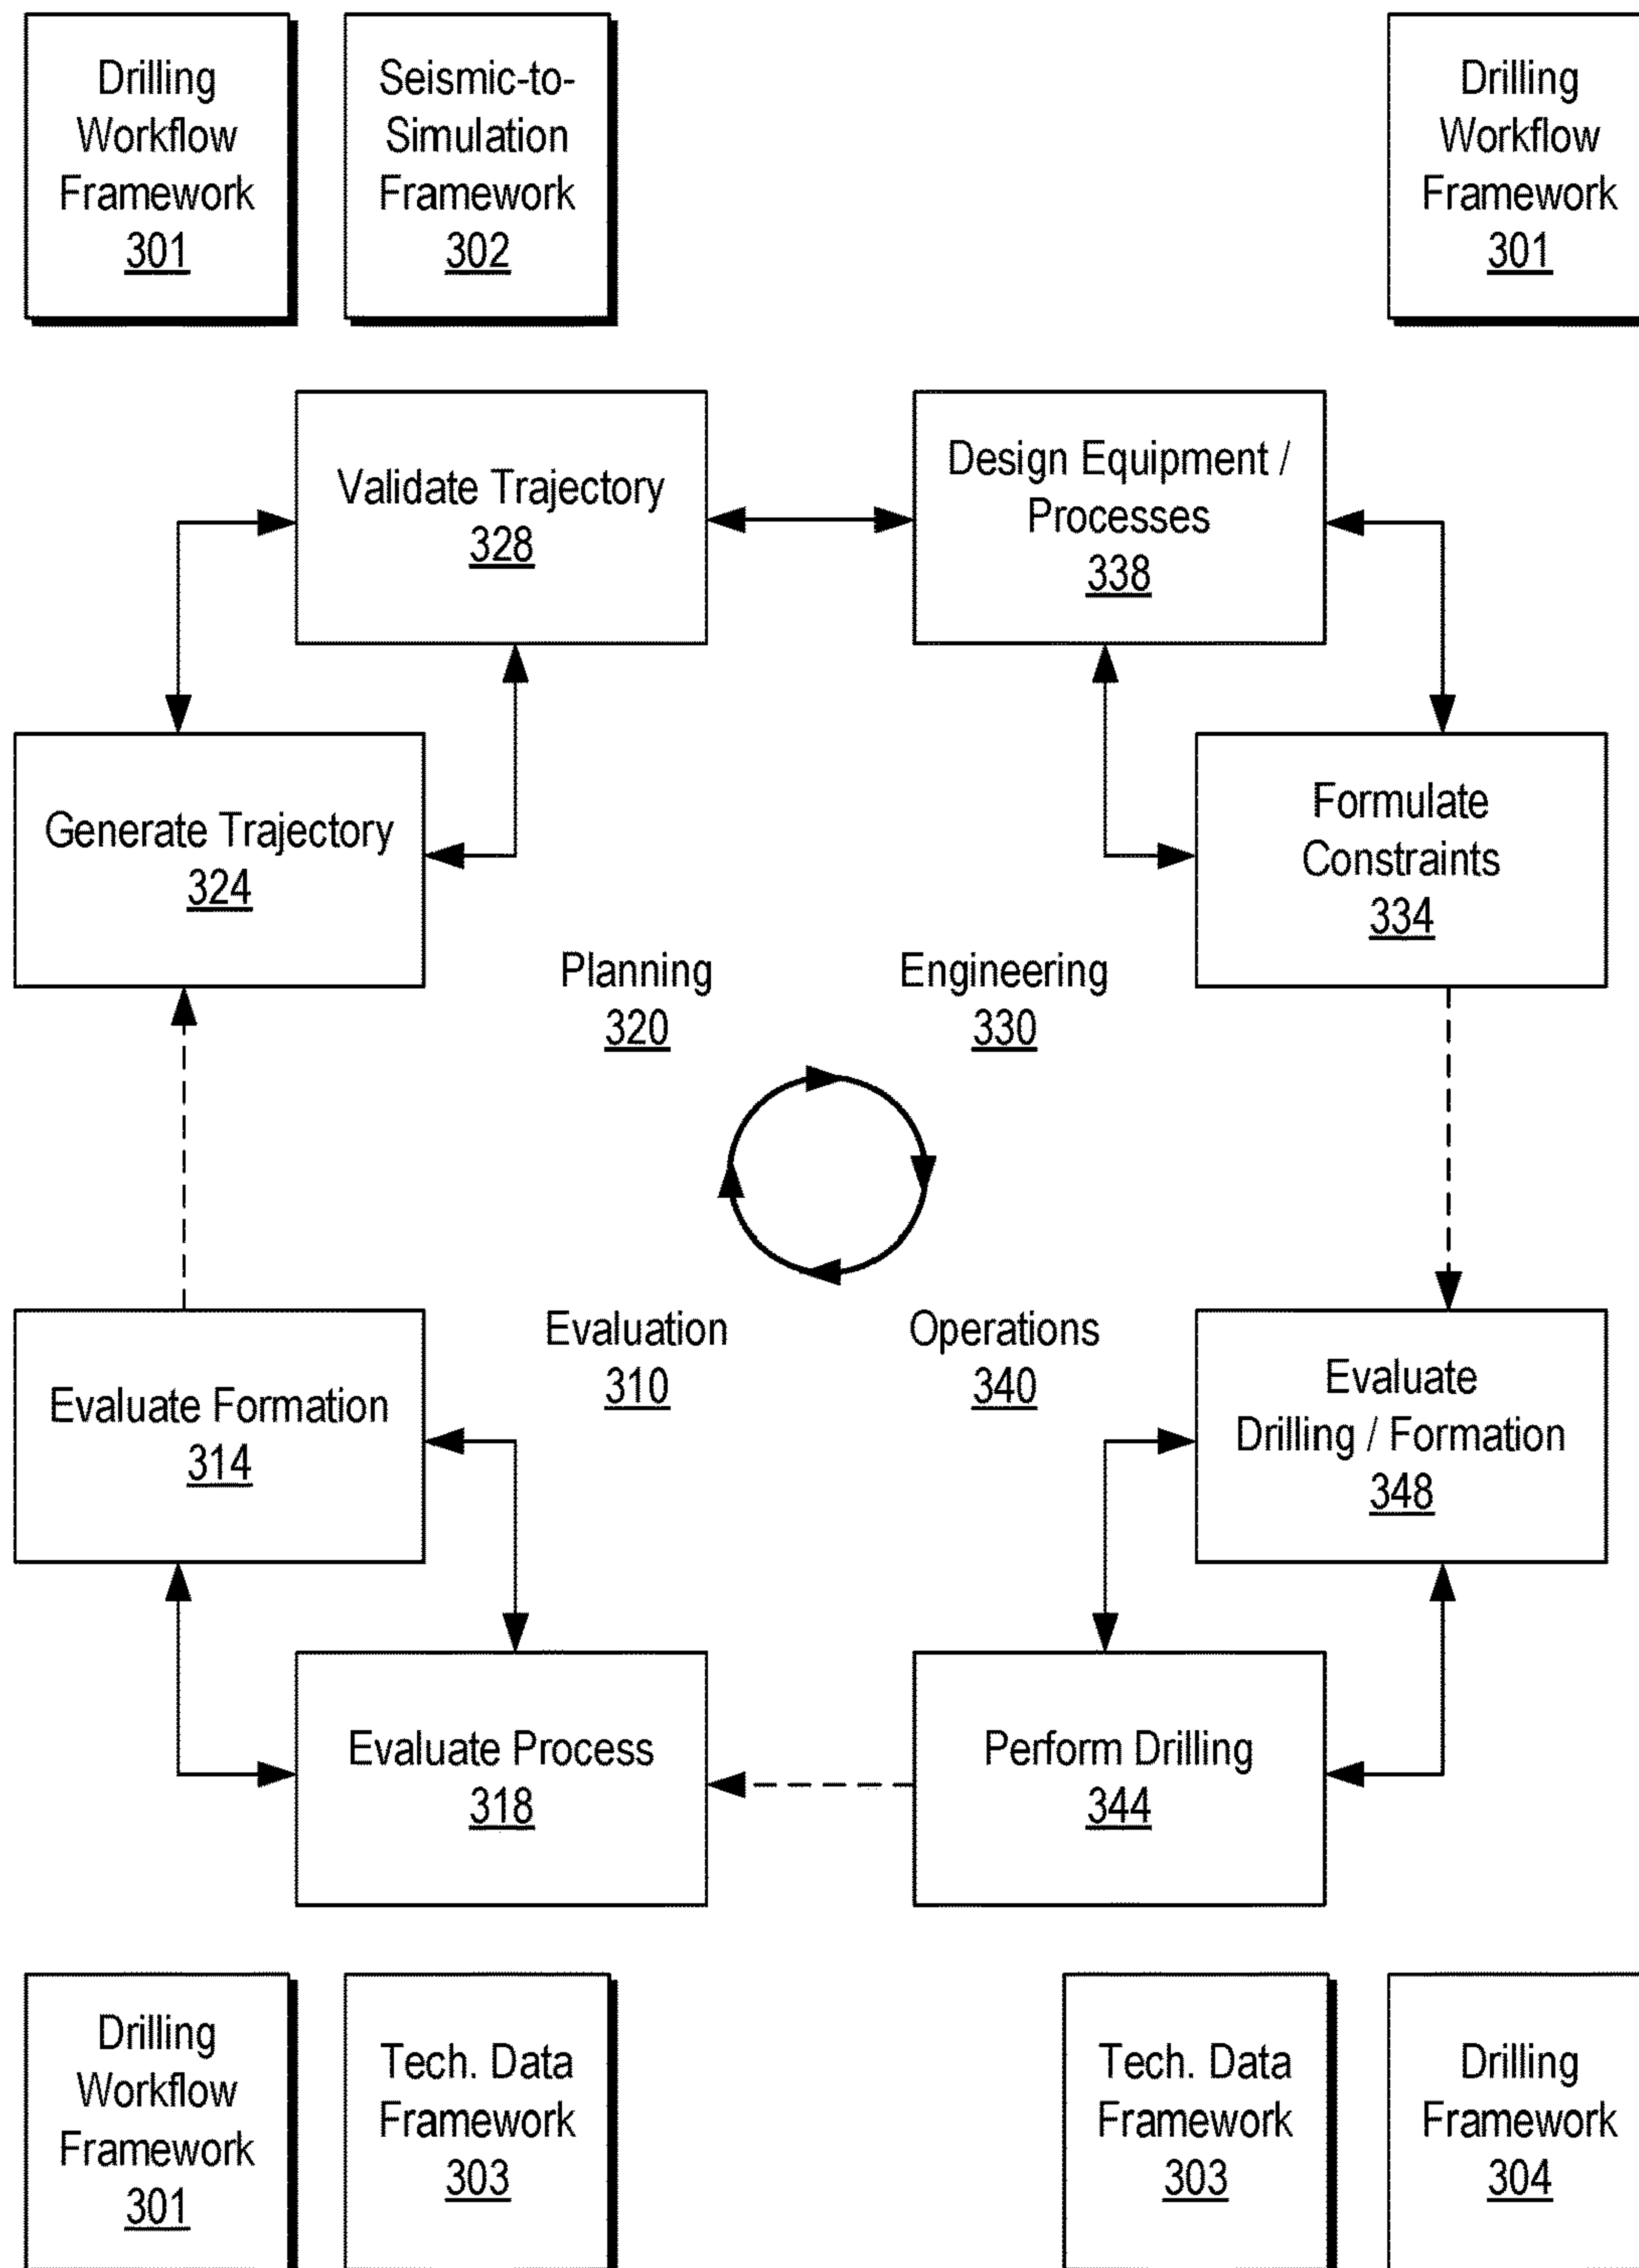 Drilling
Workflow
Framework
301
Seismic-to-
Simulation
Framework
302
Drilling
Workflow
Framework
301
Validate Trajectory
328
Design Equipment /
Processes
338
Generate Trajectory
324
Formulate
Constraints
334
Planning
320
Engineering
330
Evaluation
310
Operations
340
Evaluate Formation
314
Evaluate
Drilling / Formation
348
Evaluate Process
318
Perform Drilling
344
Drilling
Workflow
Framework
301
Tech. Data
Framework
303
Tech. Data
Framework
303
Drilling
Framework
304